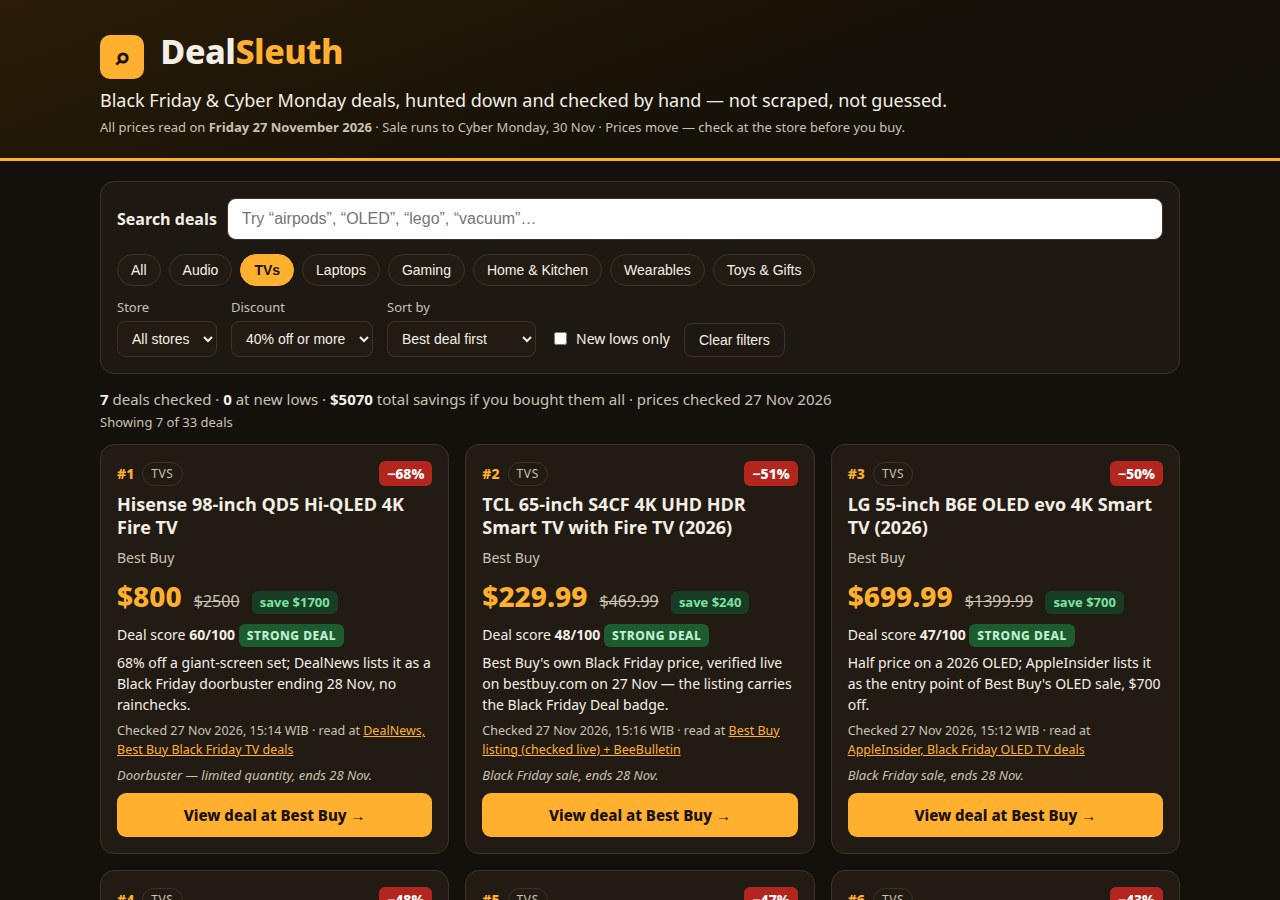 DealSleuth
Black Friday & Cyber Monday deals, hunted down and checked by hand — not scraped, not guessed.
All prices read on Friday 27 November 2026 · Sale runs to Cyber Monday, 30 Nov · Prices move — check at the store before you buy.
Search deals
Try “airpods”, “OLED”, “lego”, “vacuum”…
All Audio TVs Laptops Gaming Home & Kitchen Wearables Toys & Gifts
Store Discount Sort by
All stores 40% off or more Best deal first New lows only Clear filters
7 deals checked · 0 at new lows · $5070 total savings if you bought them all · prices checked 27 Nov 2026
Showing 7 of 33 deals
#1 TVS −68%
Hisense 98-inch QD5 Hi-QLED 4K
Fire TV
Best Buy
$800 $2500 save $1700
Deal score 60/100 STRONG DEAL
68% off a giant-screen set; DealNews lists it as a
Black Friday doorbuster ending 28 Nov, no
rainchecks.
Checked 27 Nov 2026, 15:14 WIB · read at DealNews,
Best Buy Black Friday TV deals
Doorbuster — limited quantity, ends 28 Nov.
View deal at Best Buy →
#2 TVS −51%
TCL 65-inch S4CF 4K UHD HDR
Smart TV with Fire TV (2026)
Best Buy
$229.99 $469.99 save $240
Deal score 48/100 STRONG DEAL
Best Buy's own Black Friday price, verified live
on bestbuy.com on 27 Nov — the listing carries
the Black Friday Deal badge.
Checked 27 Nov 2026, 15:16 WIB · read at Best Buy
listing (checked live) + BeeBulletin
Black Friday sale, ends 28 Nov.
View deal at Best Buy →
#3 TVS −50%
LG 55-inch B6E OLED evo 4K Smart
TV (2026)
Best Buy
$699.99 $1399.99 save $700
Deal score 47/100 STRONG DEAL
Half price on a 2026 OLED; AppleInsider lists it
as the entry point of Best Buy's OLED sale, $700
off.
Checked 27 Nov 2026, 15:12 WIB · read at
AppleInsider, Black Friday OLED TV deals
Black Friday sale, ends 28 Nov.
View deal at Best Buy →
#4 TVS −48%
#5 TVS −47%
#6 TVS −43%